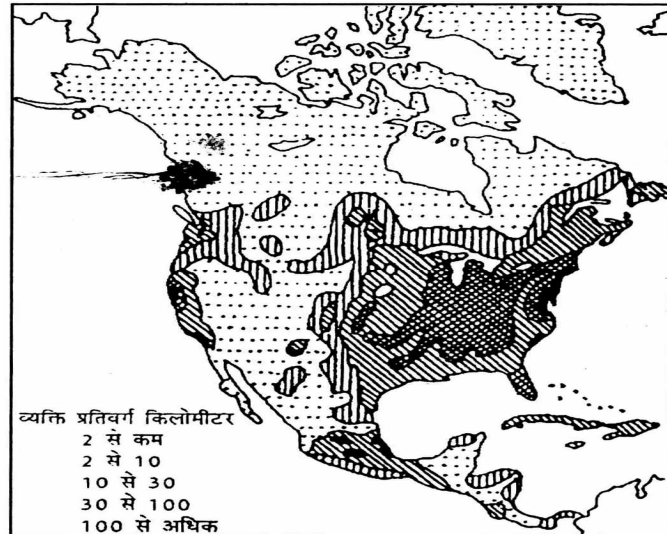 व्यक्ति प्रतिवर्ग किलोमीटर
2 से कम
2 से 10
10 से 30
30 से 100
100 से अधिक